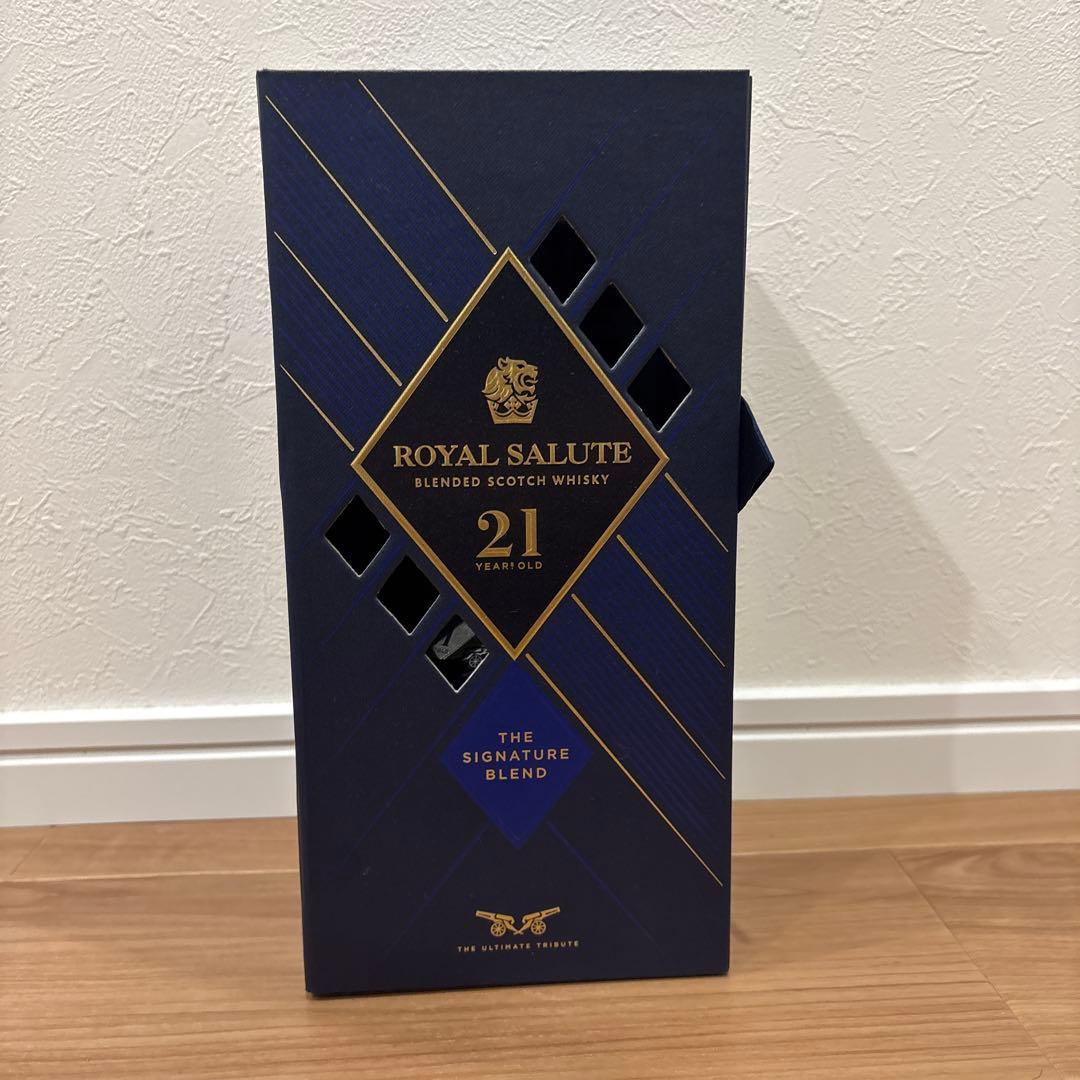 ROYAL SALUTE
BLENDED SCOTCH WHISKY
21
YEARS OLD
THE
SIGNATURE
BLEND
THE ULTIMATE TRIBUTE